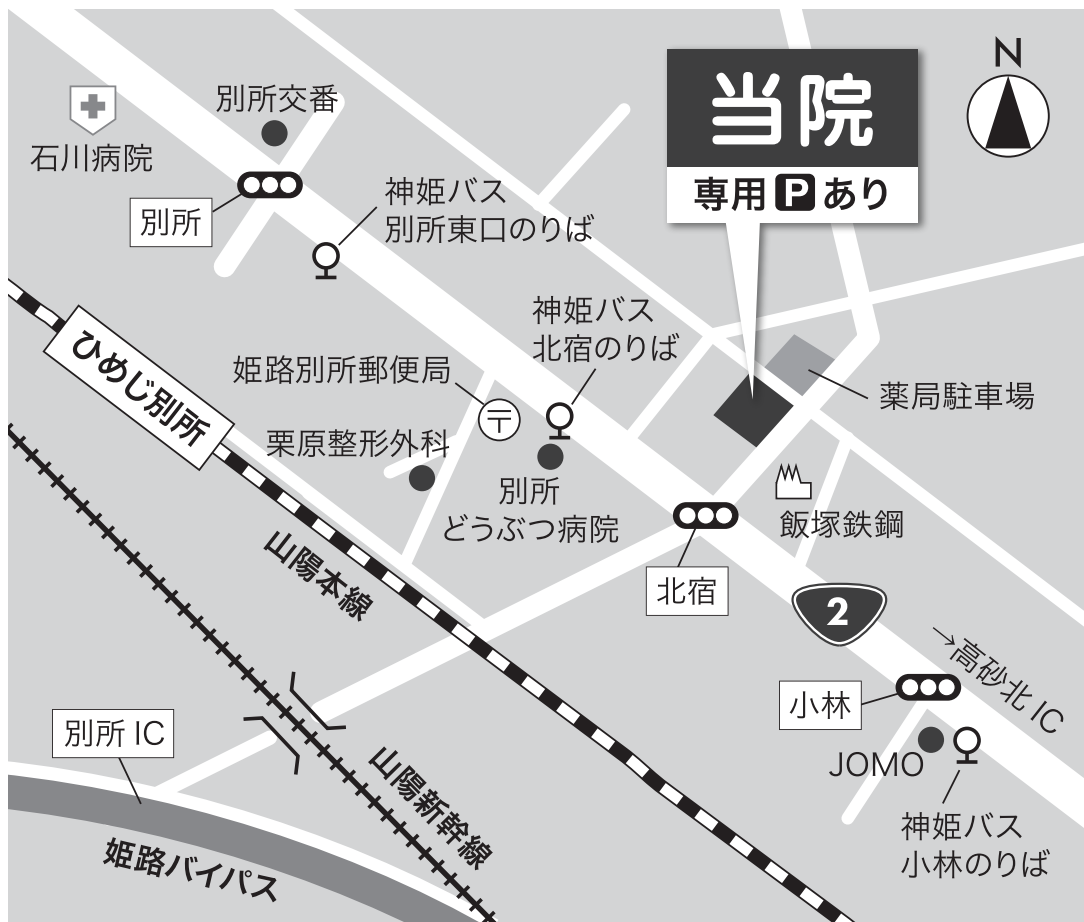 N
当院
専用Pあり
別所交番
石川病院
別所
神姫バス
別所東口のりば
神姫バス
北宿のりば
ひめじ別所
姫路別所郵便局
〒
薬局駐車場
栗原整形外科
別所
どうぶつ病院
飯塚鉄鋼
山陽本線
北宿
2
→高砂北IC
小林
別所IC
JOMO
山陽新幹線
神姫バス
小林のりば
姫路バイパス